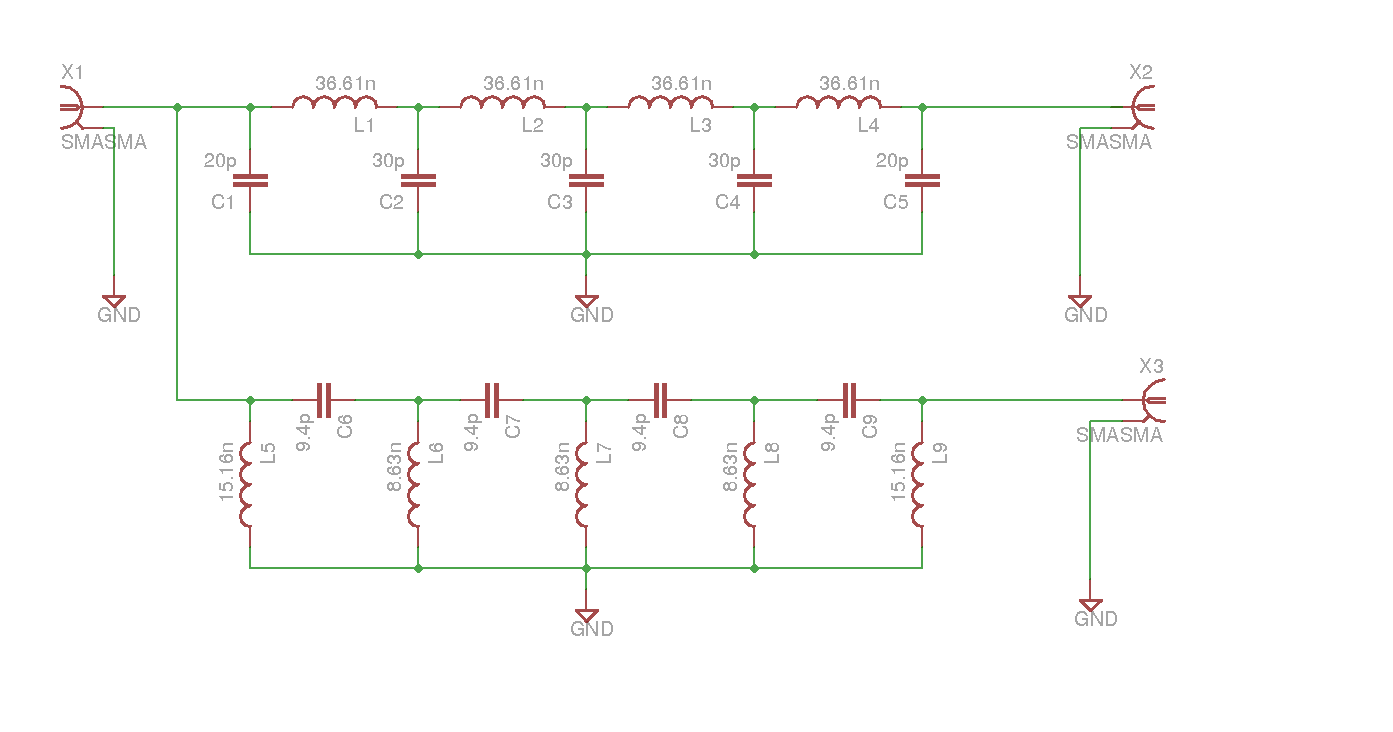 X1
X2
36.61n
36.61n
36.61n
36.61n
L1
L2
L3
L4
SMASMA
SMASMA
20p
30p
30p
30p
20p
C1
C2
C3
C4
C5
GND
GND
GND
X3
9.4p
C6
9.4p
C7
9.4p
C8
9.4p
C9
SMASMA
15.16n
L5
8.63n
L6
8.63n
L7
8.63n
L8
15.16n
L9
GND
GND